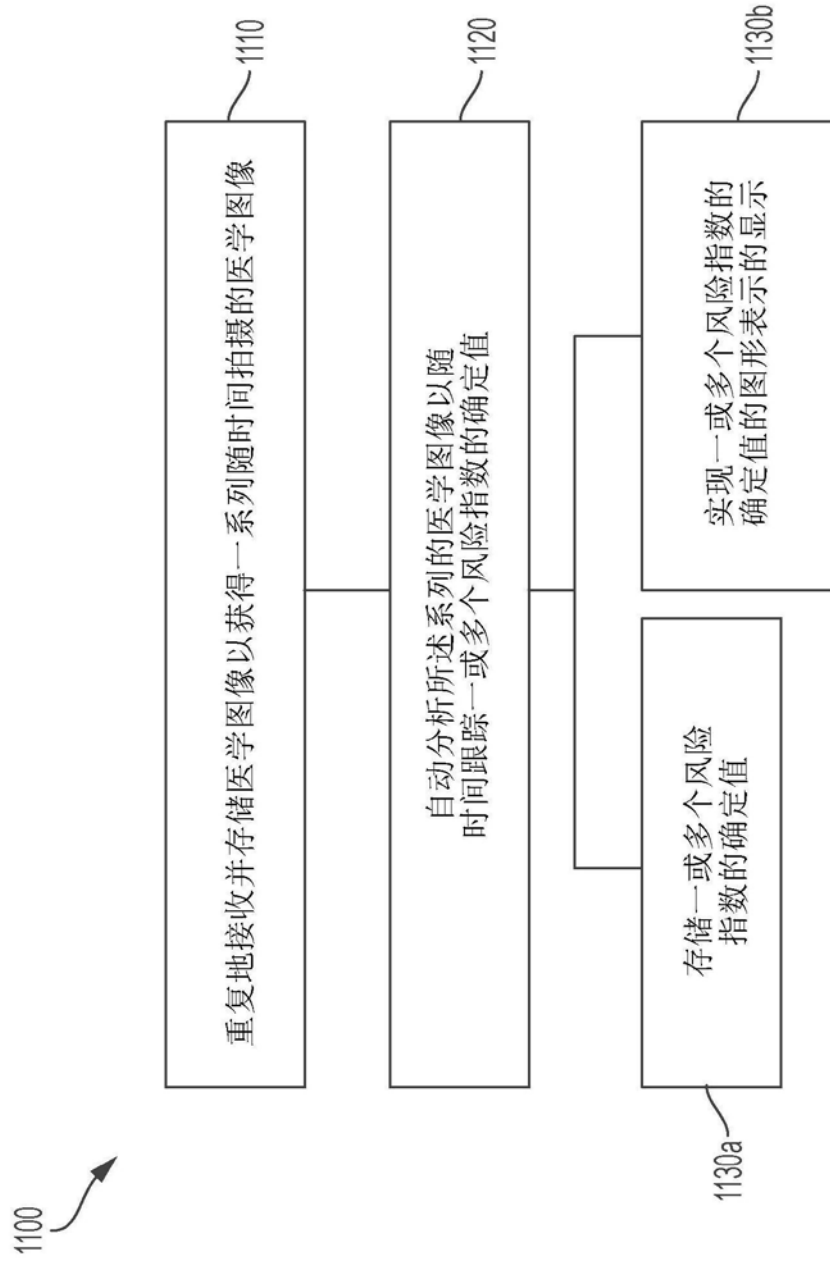 1100
重复地接收并存储医学图像以获得一系列随时间拍摄的医学图像
1110
自动分析所述系列的医学图像以随
时间跟踪一或多个风险指数的确定值
1120
存储一或多个风险
指数的确定值
1130a
实现一或多个风险指数的
确定值的图形表示的显示
1130b